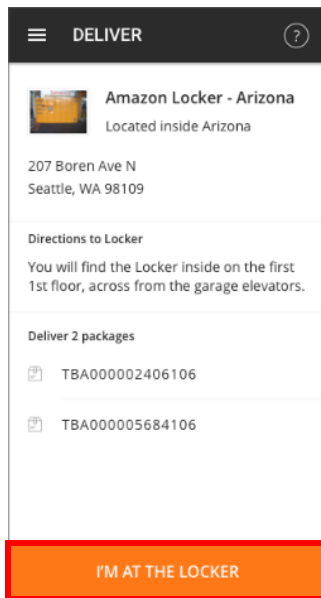 DELIVER
?
Amazon Locker - Arizona
Located inside Arizona
207 Boren Ave N
Seattle, WA 98109
Directions to Locker
You will find the Locker inside on the first
1st floor, across from the garage elevators.
Deliver 2 packages
TBA000002406106
TBA000005684106
I'M AT THE LOCKER